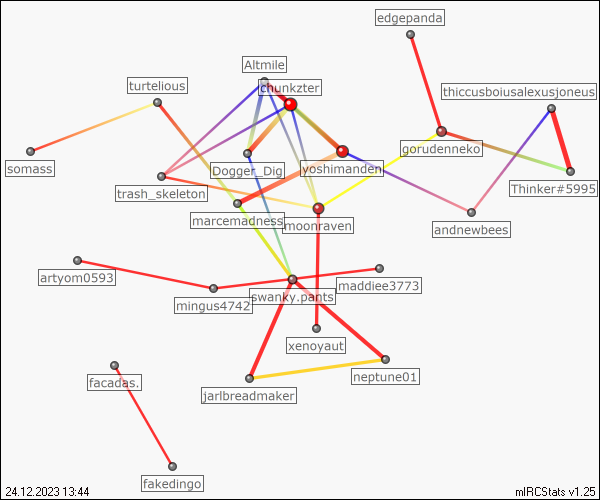 edgepanda
Altmile
turtelious
chunkzter
thiccusboiusalexusjoneus
gorudenneko
somass
Dogger_Dig
yoshimanden
trash_skeleton
Thinker#5995
marcemadness
moonraven
andnewbees
artyom0593
maddiee3773
mingus4742
swanky.pants
xenoyaut
neptune01
facadas.
jarlbreadmaker
fakedingo
24.12.2023 13:44
mIRCStats v1.25